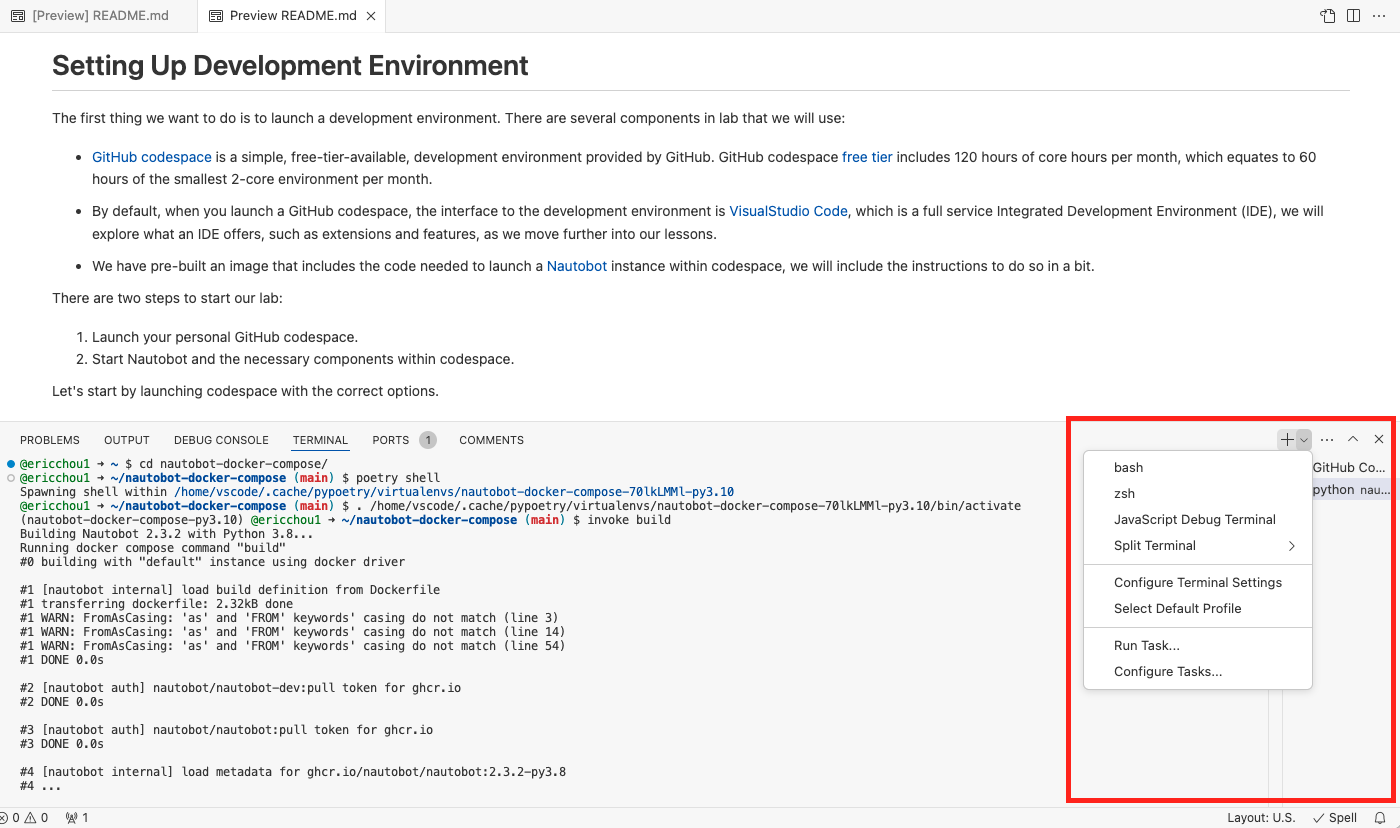 [Preview] README.md
Preview README.md
Setting Up Development Environment
The first thing we want to do is to launch a development environment. There are several components in lab that we will use:
• GitHub codespace is a simple, free-tier-available, development environment provided by GitHub. GitHub codespace free tier includes 120 hours of core hours per month, which equates to 60
hours of the smallest 2-core environment per month.
• By default, when you launch a GitHub codespace, the interface to the development environment is VisualStudio Code, which is a full service Integrated Development Environment (IDE), we will
explore what an IDE offers, such as extensions and features, as we move further into our lessons.
• We have pre-built an image that includes the code needed to launch a Nautobot instance within codespace, we will include the instructions to do so in a bit.
There are two steps to start our lab:
1. Launch your personal GitHub codespace.
2. Start Nautobot and the necessary components within codespace.
Let's start by launching codespace with the correct options.
PROBLEMS OUTPUT DEBUG CONSOLE TERMINAL PORTS 1 COMMENTS
@ericchou1 → ~ $ cd nautobot-docker-compose/
@ericchou1 → ~/nautobot-docker-compose (main) $ poetry shell
Spawning shell within /home/vscode/.cache/pypoetry/virtualenvs/nautobot-docker-compose-70lkLMMl-py3.10
@ericchou1 → ~/nautobot-docker-compose (main) $ . /home/vscode/.cache/pypoetry/virtualenvs/nautobot-docker-compose-70lkLMMl-py3.10/bin/activate
(nautobot-docker-compose-py3.10) @ericchou1 → ~/nautobot-docker-compose (main) $ invoke build
Building Nautobot 2.3.2 with Python 3.8...
Running docker compose command "build"
#0 building with "default" instance using docker driver
#1 [nautobot internal] load build definition from Dockerfile
#1 transferring dockerfile: 2.32kB done
#1 WARN: FromAsCasing: 'as' and 'FROM' keywords' casing do not match (line 3)
#1 WARN: FromAsCasing: 'as' and 'FROM' keywords' casing do not match (line 14)
#1 WARN: FromAsCasing: 'as' and 'FROM' keywords' casing do not match (line 54)
#1 DONE 0.0s
#2 [nautobot auth] nautobot/nautobot-dev:pull token for ghcr.io
#2 DONE 0.0s
#3 [nautobot auth] nautobot/nautobot:pull token for ghcr.io
#3 DONE 0.0s
#4 [nautobot internal] load metadata for ghcr.io/nautobot/nautobot:2.3.2-py3.8
#4 ...
bash
zsh
JavaScript Debug Terminal
Split Terminal
Configure Terminal Settings
Select Default Profile
Run Task...
Configure Tasks...
GitHub Co...
python nau...
0 0 1
Layout: U.S. Spell